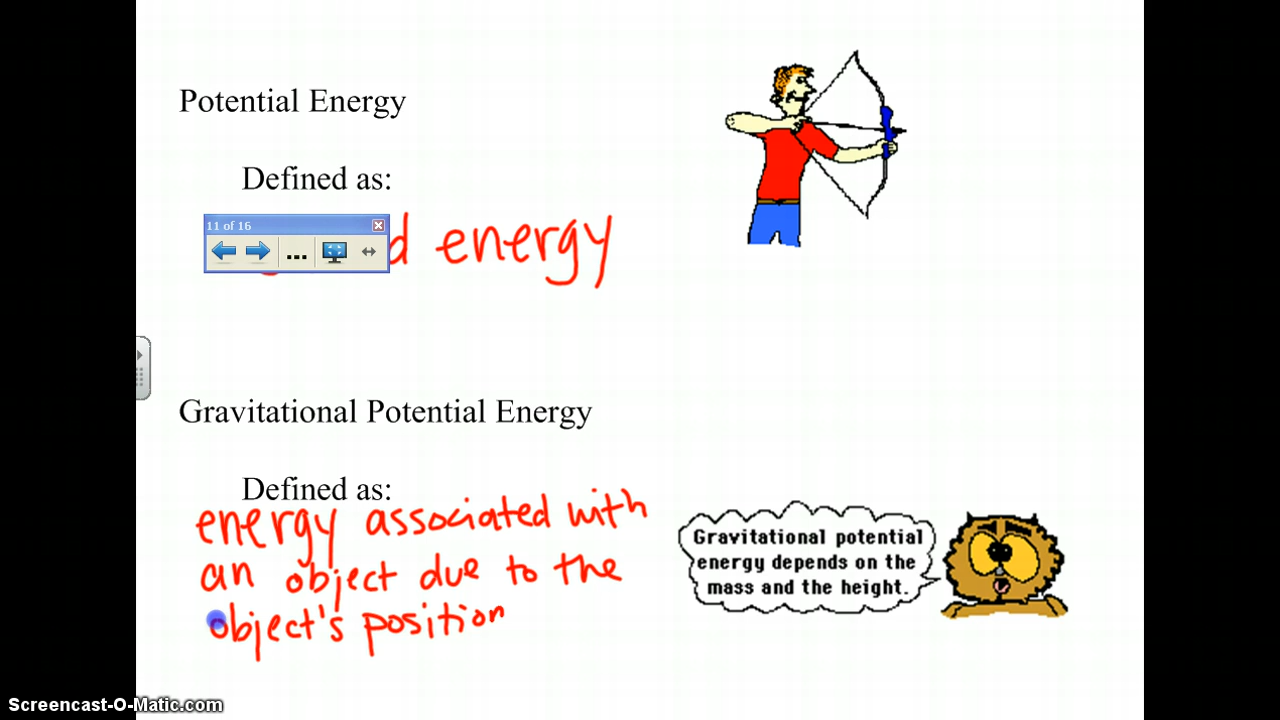 Potential Energy
Defined as:
11 of 16
energy
Gravitational Potential Energy
Defined as:
energy associated with
an object due to the
object's position
Gravitational potential
energy depends on the
mass and the height.
Screencast-O-Matic.com